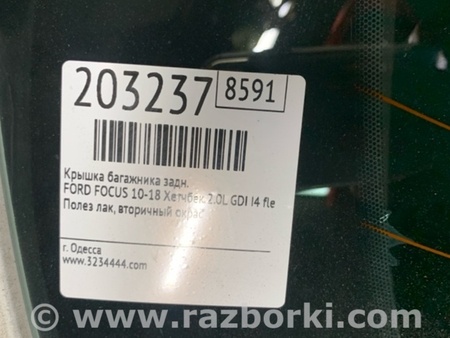 203237 8591
Крышка багажника задн.
FORD FOCUS 10-18 Хетчбек 2.0L GDI I4 fle
Полез лак, вторичный окрас
г. Одесса
www.3234444.com
© www.razborki.com